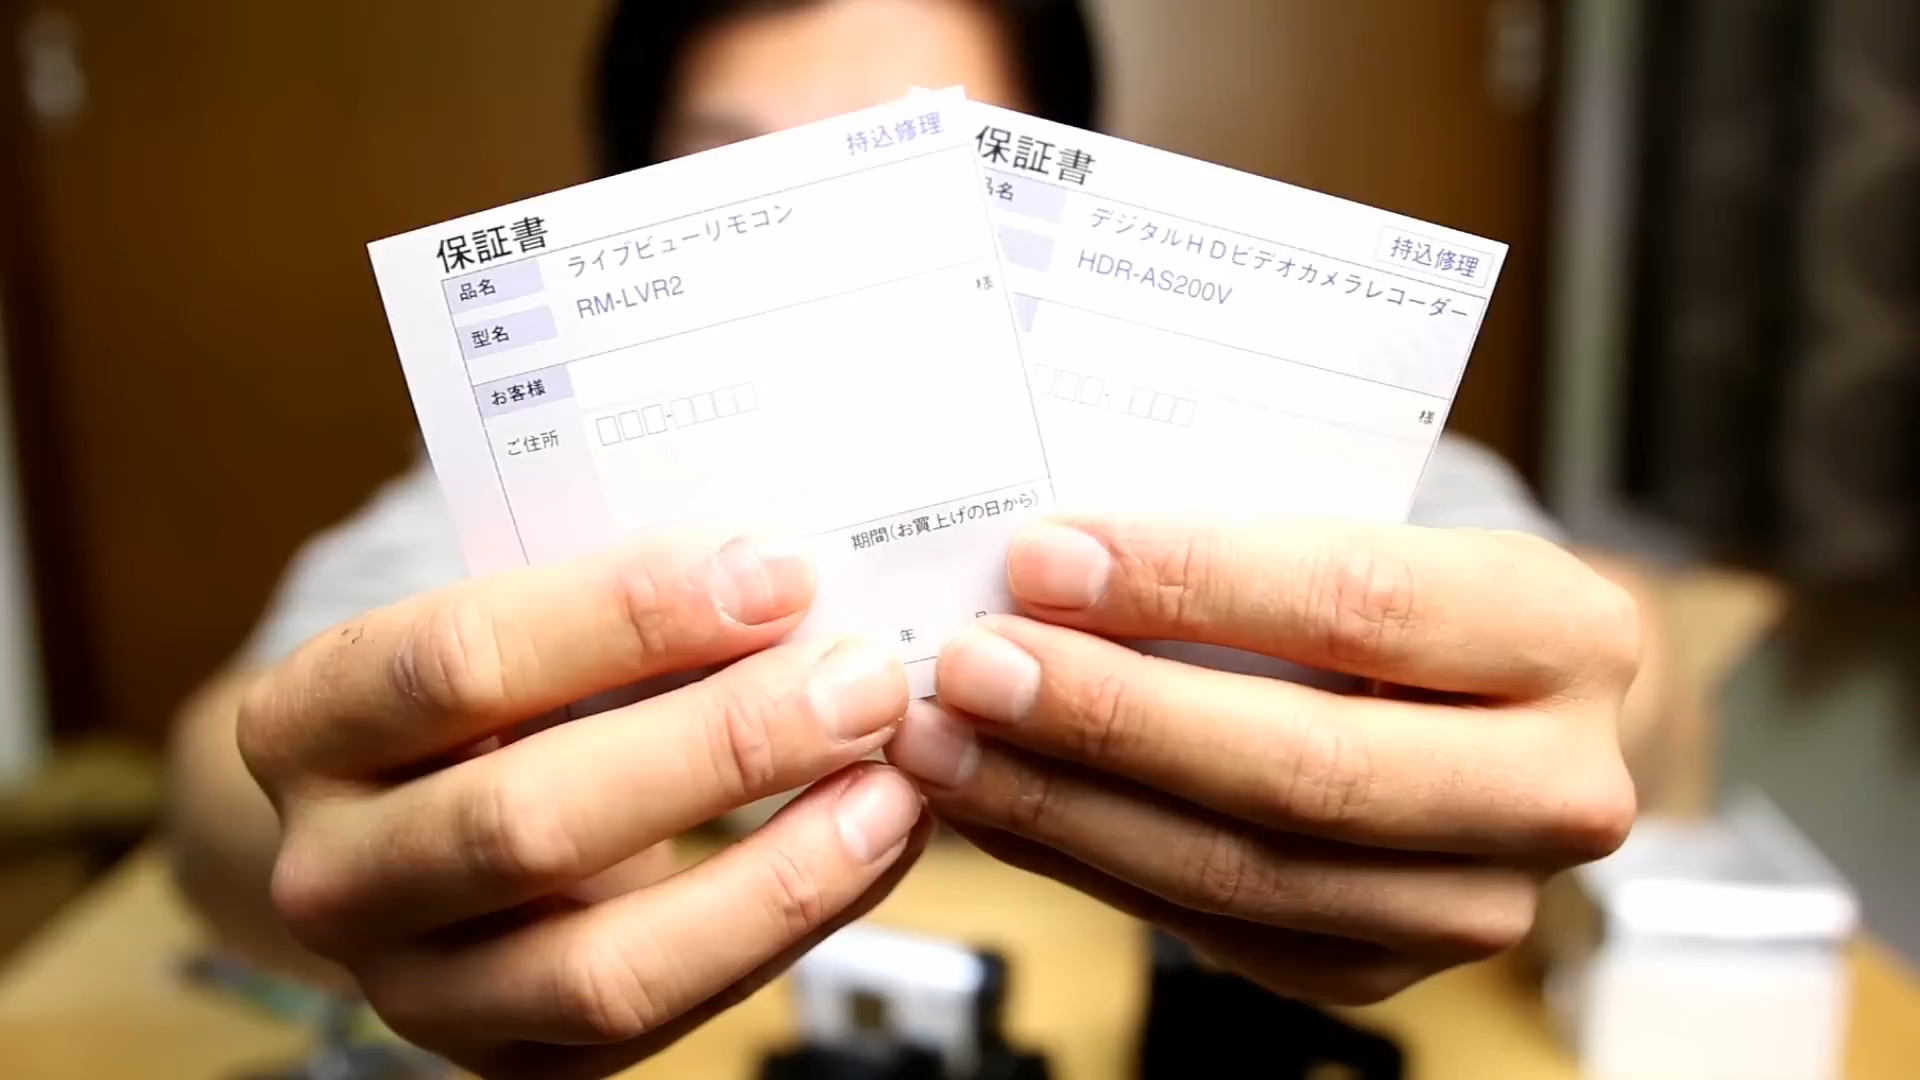 持込修理
保証書
品名 ライブビューリモコン
型名 RM-LVR2
様
お客様
ご住所
期間(お買上げの日から)
年
保証書
持込修理
名 デジタルHDビデオカメラレコーダー
HDR-AS200V
様